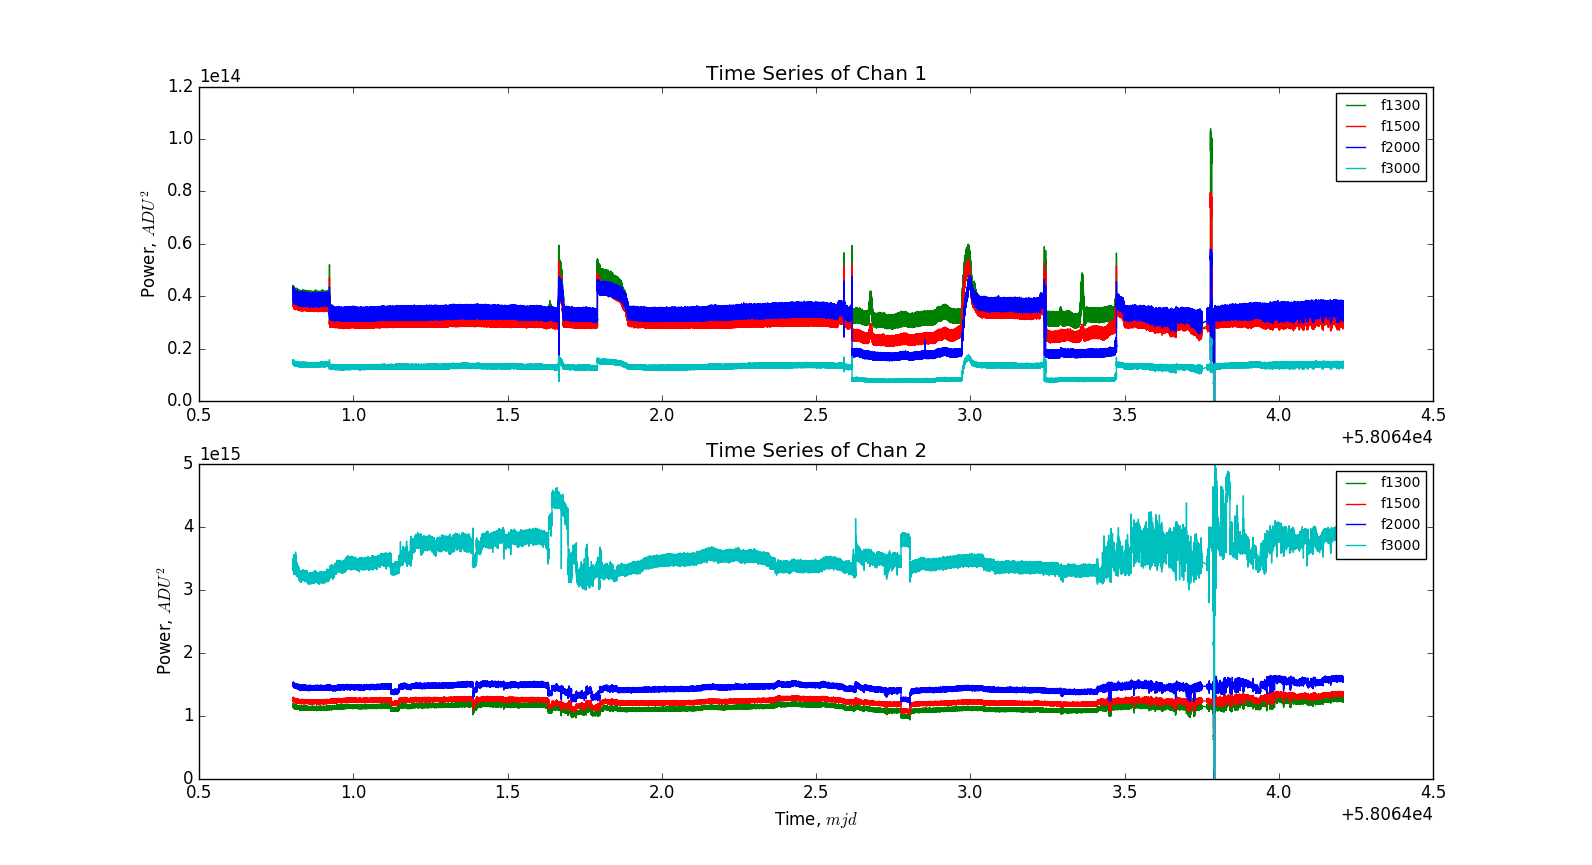 Time Series of Chan 1
1e14
Power, ADU²
1.2
1.0
0.8
0.6
0.4
0.2
0.0
f1300
f1500
f2000
f3000
0.5 1.0 1.5 2.0 2.5 3.0 3.5 4.0 4.5
+5.8064e4
Time Series of Chan 2
1e15
Power, ADU²
5
4
3
2
1
0
f1300
f1500
f2000
f3000
0.5 1.0 1.5 2.0 2.5 3.0 3.5 4.0 4.5
+5.8064e4
Time, mjd